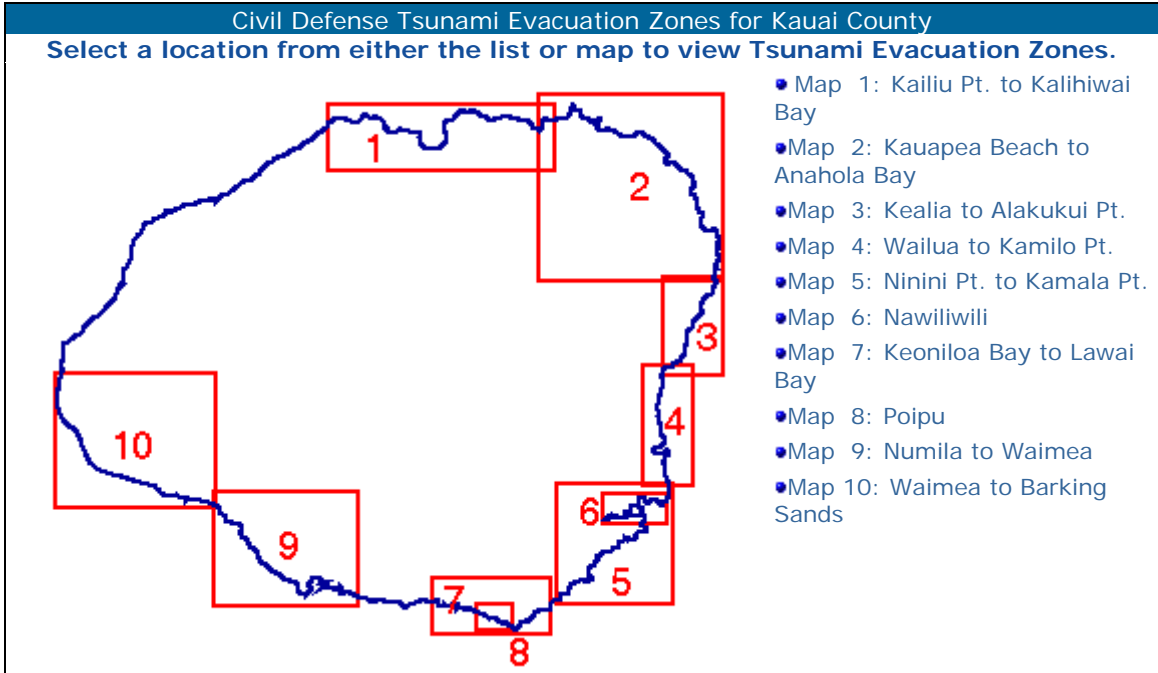 Civil Defense Tsunami Evacuation Zones for Kauai County
Select a location from either the list or map to view Tsunami Evacuation Zones.
Map 1: Kailiu Pt. to Kalihiwai
Bay
Map 2: Kauapea Beach to
Anahola Bay
Map 3: Kealia to Alakukui Pt.
Map 4: Wailua to Kamilo Pt.
Map 5: Ninini Pt. to Kamala Pt.
Map 6: Nawiliwili
Map 7: Keoniloa Bay to Lawai
Bay
Map 8: Poipu
Map 9: Numila to Waimea
Map 10: Waimea to Barking
Sands
1
2
3
4
10
6
9
5
7
8